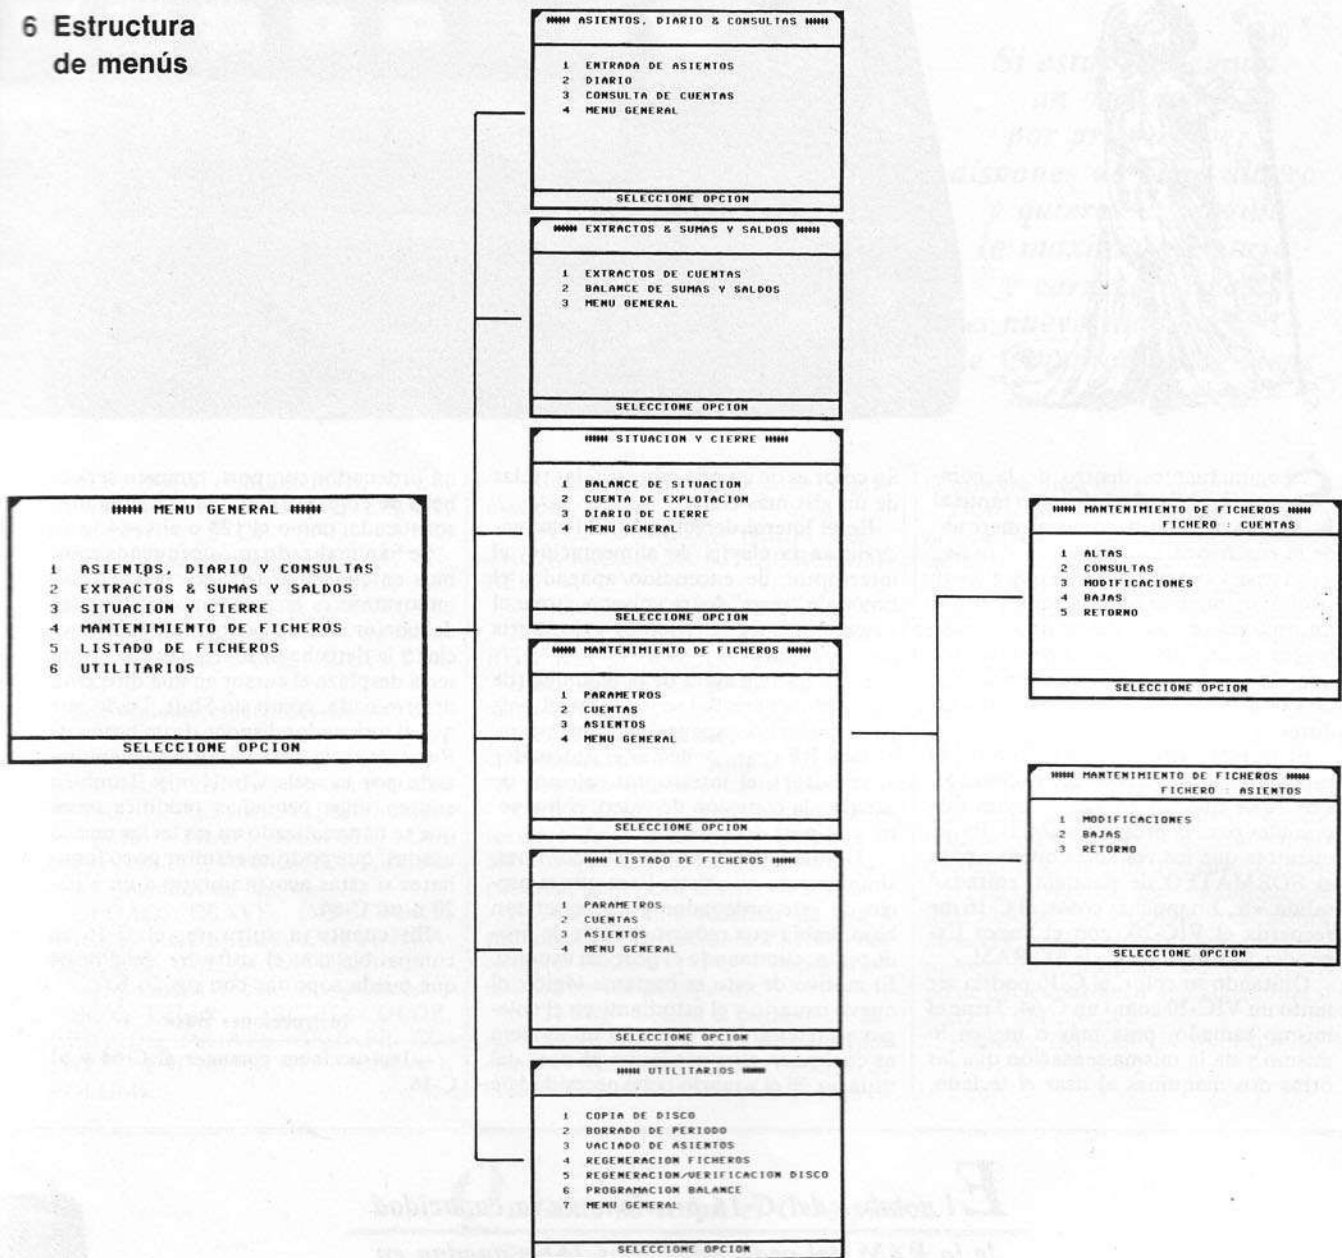 6 Estructura
de menús
ASIENTOS, DIARIO & CONSULTAS
1 ENTRADA DE ASIENTOS
2 DIARIO
3 CONSULTA DE CUENTAS
4 MENU GENERAL
SELECCIONE OPCION
EXTRACTOS & SUMAS Y SALDOS
1 EXTRACTOS DE CUENTAS
2 BALANCE DE SUMAS Y SALDOS
3 MENU GENERAL
SELECCIONE OPCION
SITUACION Y CIERRE
1 BALANCE DE SITUACION
2 CUENTA DE EXPLOTACION
3 DIARIO DE CIERRE
4 MENU GENERAL
SELECCIONE OPCION
MENU GENERAL
1 ASIENTOS, DIARIO Y CONSULTAS
2 EXTRACTOS & SUMAS Y SALDOS
3 SITUACION Y CIERRE
4 MANTENIMIENTO DE FICHEROS
5 LISTADO DE FICHEROS
6 UTILITARIOS
SELECCIONE OPCION
MANTENIMIENTO DE FICHEROS
1 PARAMETROS
2 CUENTAS
3 ASIENTOS
4 MENU GENERAL
SELECCIONE OPCION
MANTENIMIENTO DE FICHEROS
FICHERO : CUENTAS
1 ALTAS
2 CONSULTAS
3 MODIFICACIONES
4 BAJAS
5 RETORNO
SELECCIONE OPCION
MANTENIMIENTO DE FICHEROS
FICHERO : ASIENTOS
1 MODIFICACIONES
2 BAJAS
3 RETORNO
SELECCIONE OPCION
LISTADO DE FICHEROS
1 PARAMETROS
2 CUENTAS
3 ASIENTOS
4 MENU GENERAL
SELECCIONE OPCION
UTILITARIOS
1 COPIA DE DISCO
2 BORRADO DE PERIODO
3 VACIADO DE ASIENTOS
4 REGENERACION FICHEROS
5 REGENERACION/VERIFICACION DISCO
6 PROGRAMACION BALANCE
7 MENU GENERAL
SELECCIONE OPCION